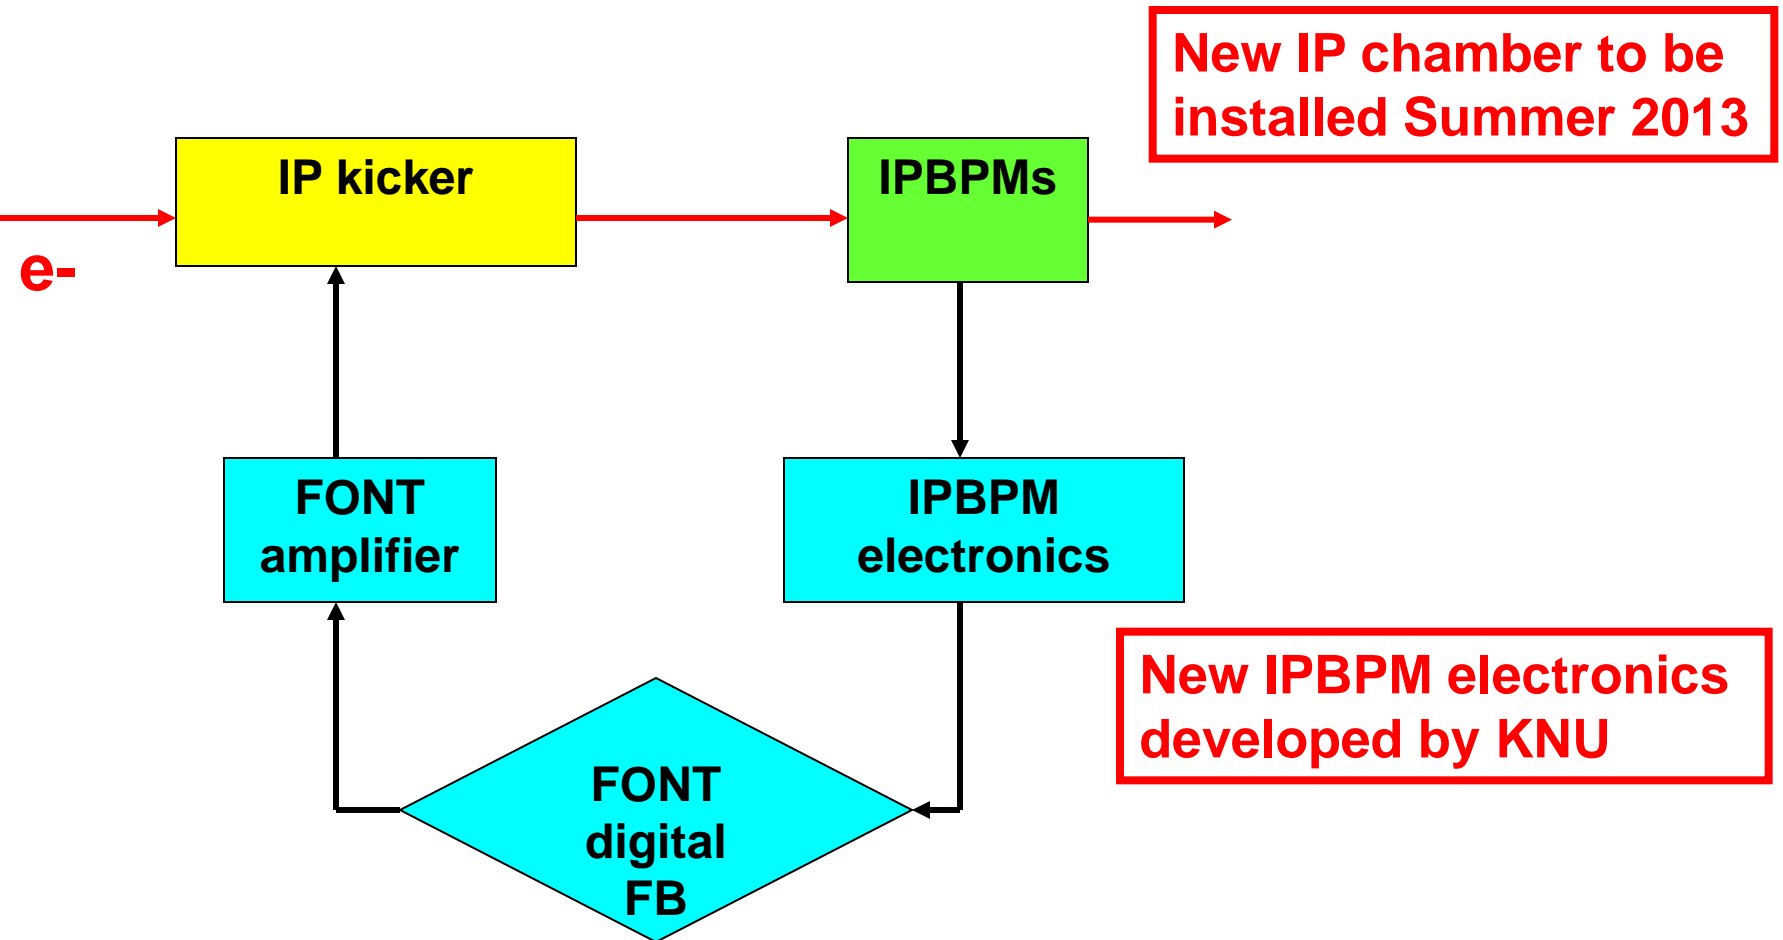 New IP chamber to be
installed Summer 2013
IP kicker
IPBPMs
e-
FONT
amplifier
IPBPM
electronics
New IPBPM electronics
developed by KNU
FONT
digital
FB